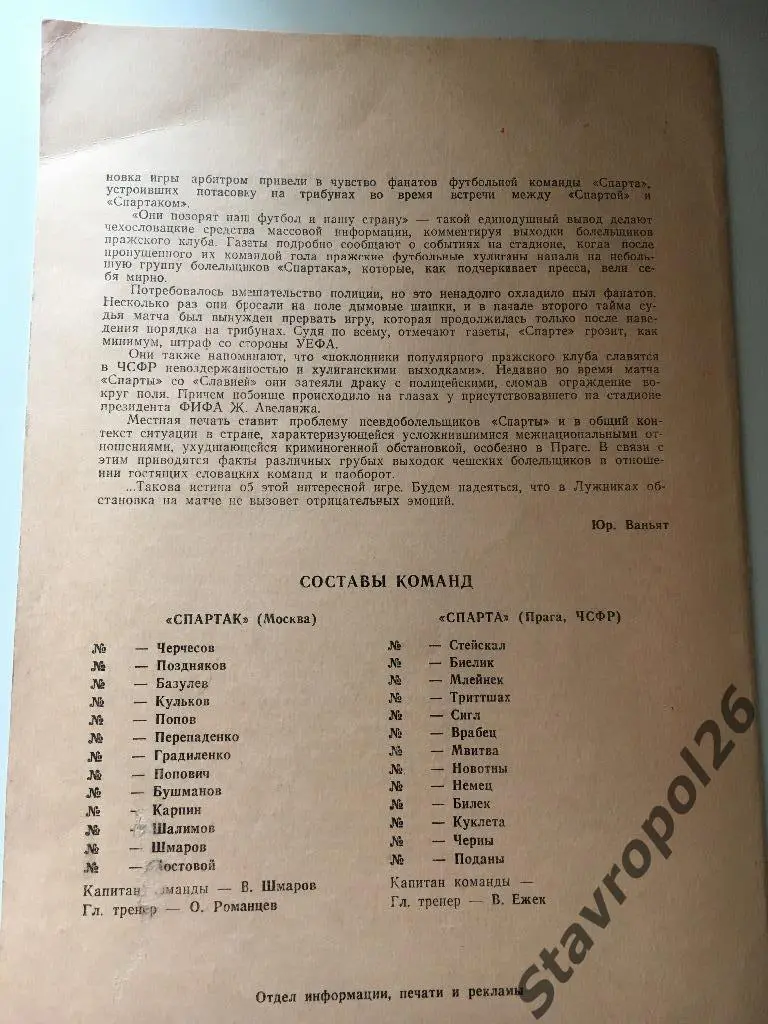 новка игры арбитром привели в чувство фанатов футбольной команды «Спарта»,
устроивших потасовку на трибунах во время встречи между «Спартой» и
«Спартаком».
«Они позорят наш футбол и нашу страну» — такой единодушный вывод делают
чехословацкие средства массовой информации, комментируя выходки болельщиков
пражского клуба. Газеты подробно сообщают о событиях на стадионе, когда после
пропущенного их командой гола пражские футбольные хулиганы напали на неболь-
шую группу болельщиков «Спартака», которые, как подчеркивает пресса, вели се-
бя мирно.
Потребовалось вмешательство полиции, но это ненадолго охладило пыл фанатов.
Несколько раз они бросали на поле дымовые шашки, и в начале второго тайма су-
дья матча был вынужден прервать игру, которая продолжилась только после наве-
дения порядка на трибунах. Судя по всему, отмечают газеты, «Спарте» грозит, как
минимум, штраф со стороны УЕФА.
Они также напоминают, что «поклонники популярного пражского клуба славятся
в ЧСФР невоздержанностью и хулиганскими выходками». Недавно во время матча
«Спарты» со «Славией» они затеяли драку с полицейскими, сломав ограждение во-
круг поля. Причем побоище происходило на глазах у присутствовавшего на стадионе
президента ФИФА Ж. Авеланжа.
Местная печать ставит проблему псевдоболельщиков «Спарты» и в общий кон-
текст ситуации в стране, характеризующейся усложнившимися межнациональными от-
ношениями, ухудшающейся криминогенной обстановкой, особенно в Праге. В связи с
этим приводятся факты различных грубых выходок чешских болельщиков в отноше-
нии гостящих словацких команд и наоборот.
...Такова истина об этой интересной игре. Будем надеяться, что в Лужниках об-
становка на матче не вызовет отрицательных эмоций.
Юр. Ваньят
СОСТАВЫ КОМАНД
«СПАРТАК» (Москва)
№ — Черчесов
№ — Поздняков
№ — Базулев
№ — Кульков
№ — Попов
№ — Перепаденко
№ — Градиленко
№ — Попович
№ — Бушманов
№ — Карпин
№ — Шалимов
№ — Шмаров
№ — Мостовой
Капитан команды — В. Шмаров
Гл. тренер — О. Романцев
«СПАРТА» (Прага, ЧСФР)
№ — Стейскал
№ — Биелик
№ — Млейнек
№ — Триттшах
№ — Сигл
№ — Врабец
№ — Мвитва
№ — Новотны
№ — Немец
№ — Билек
№ — Куклета
№ — Черны
№ — Поданы
Капитан команды —
Гл. тренер — В. Ежек
Отдел информации, печати и рекламы
Stavropol26